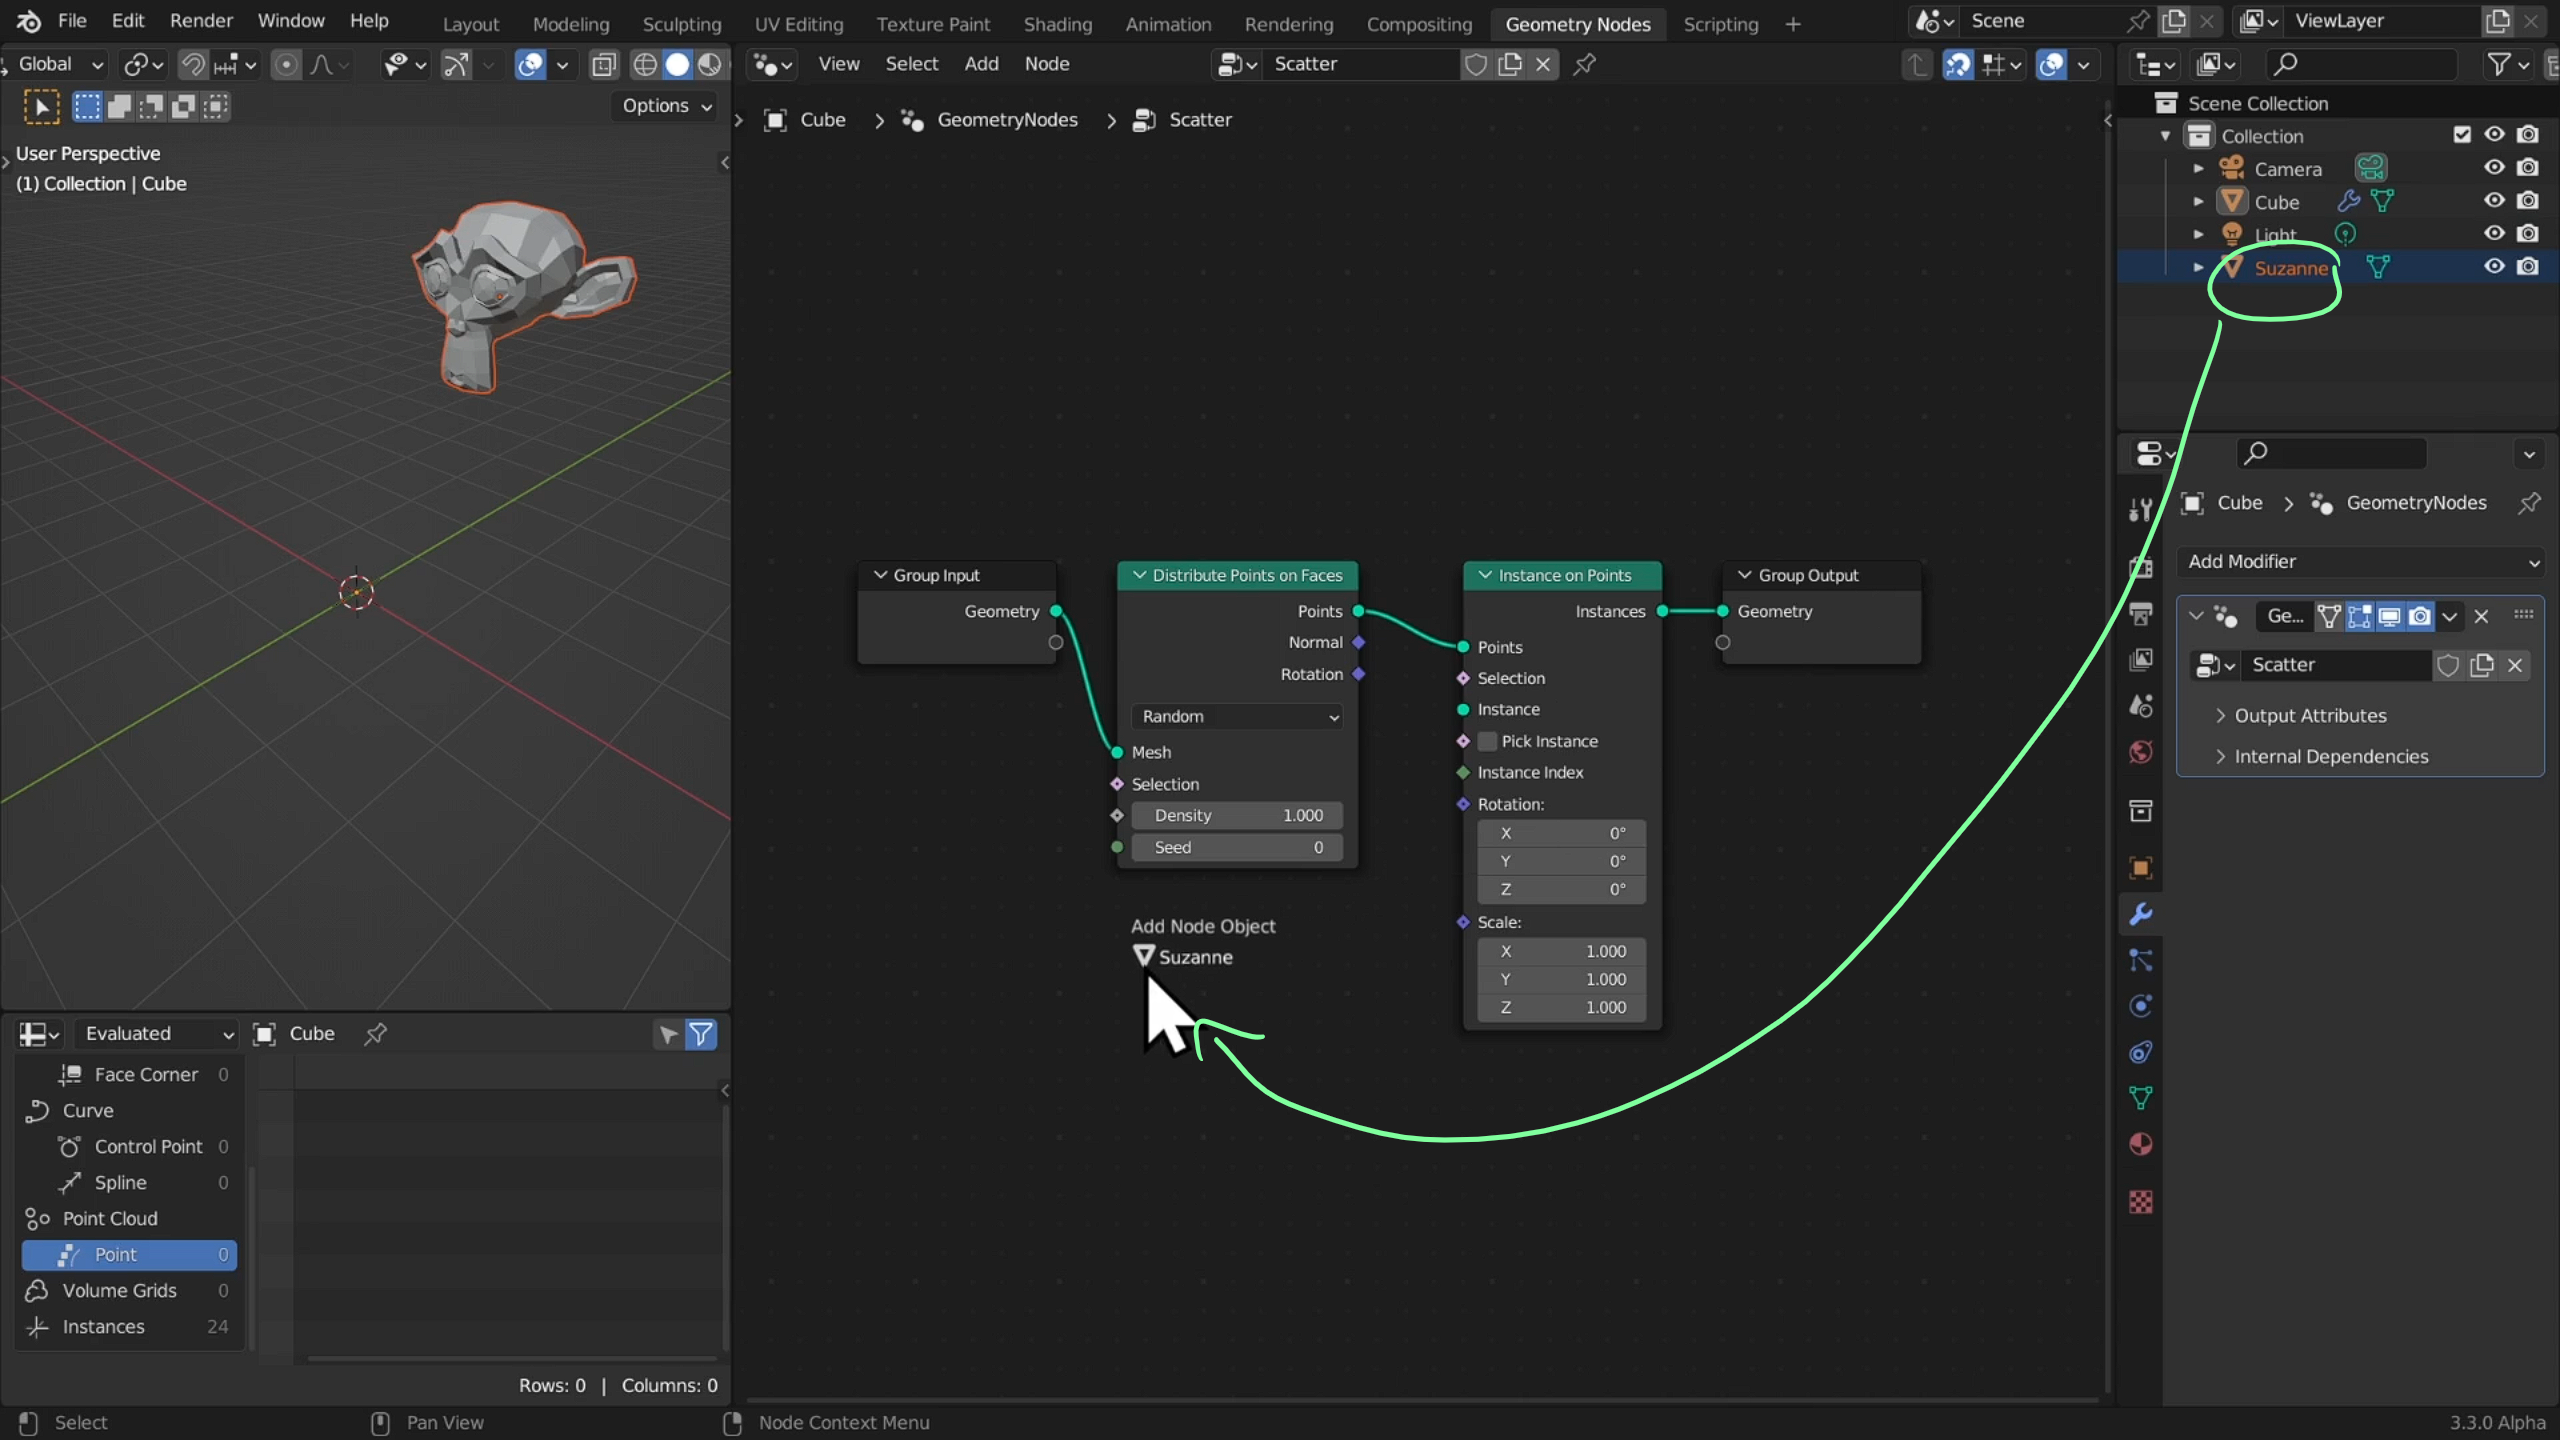 File Edit Render Window Help
Layout Modeling Sculpting UV Editing Texture Paint Shading Animation Rendering Compositing Geometry Nodes Scripting +
Scene
ViewLayer
Global
Options
User Perspective
(1) Collection | Cube
View Select Add Node
Scatter
Cube > GeometryNodes > Scatter
Group Input
Geometry
Distribute Points on Faces
Points
Normal
Rotation
Random
Mesh
Selection
Density 1.000
Seed 0
Add Node Object
Suzanne
Instance on Points
Instances
Points
Selection
Instance
Pick Instance
Instance Index
Rotation:
X 0°
Y 0°
Z 0°
Scale:
X 1.000
Y 1.000
Z 1.000
Group Output
Geometry
Scene Collection
Collection
Camera
Cube
Light
Suzanne
Cube > GeometryNodes
Add Modifier
Ge...
Scatter
Output Attributes
Internal Dependencies
Evaluated
Cube
Face Corner 0
Curve
Control Point 0
Spline 0
Point Cloud
Point 0
Volume Grids 0
Instances 24
Rows: 0 | Columns: 0
Select
Pan View
Node Context Menu
3.3.0 Alpha